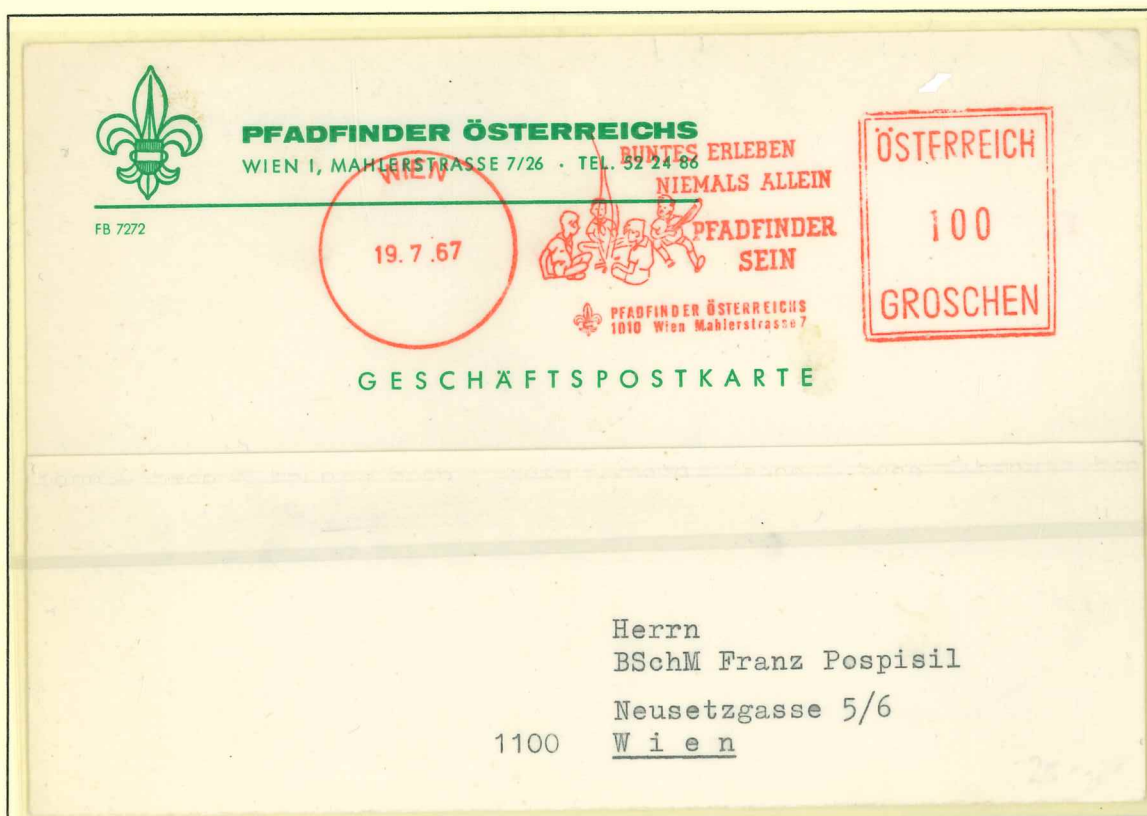 PFADFINDER ÖSTERREICHS
WIEN I, MAHLERSTRASSE 7/26 · TEL. 52 24 86
FB 7272
WIEN
19.7.67
BUNTES ERLEBEN
NIEMALS ALLEIN
PFADFINDER
SEIN
PFADFINDER ÖSTERREICHS
1010 Wien Mahlerstrasse 7
ÖSTERREICH
100
GROSCHEN
GESCHÄFTSPOSTKARTE
Herrn
BSchM Franz Pospisil
Neusetzgasse 5/6
1100 Wien